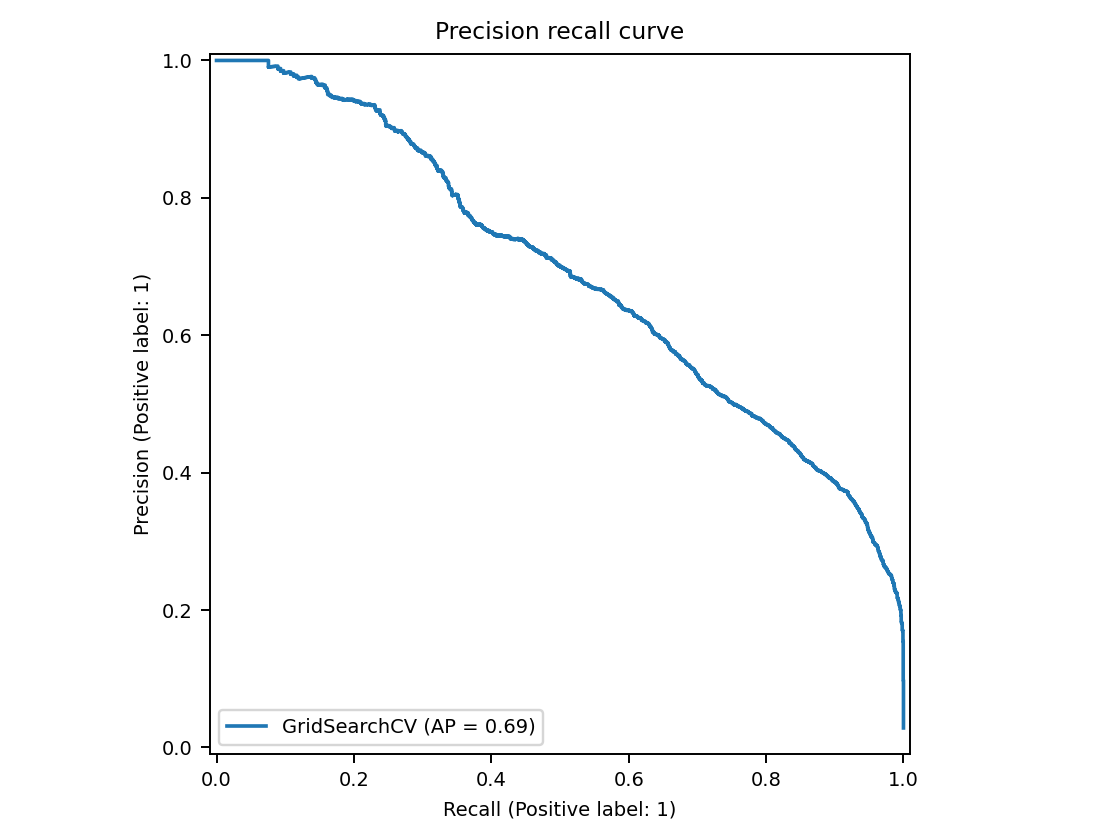 Precision recall curve
1.0
0.8
0.6
0.4
0.2
0.0
Precision (Positive label: 1)
GridSearchCV (AP = 0.69)
0.0 0.2 0.4 0.6 0.8 1.0
Recall (Positive label: 1)